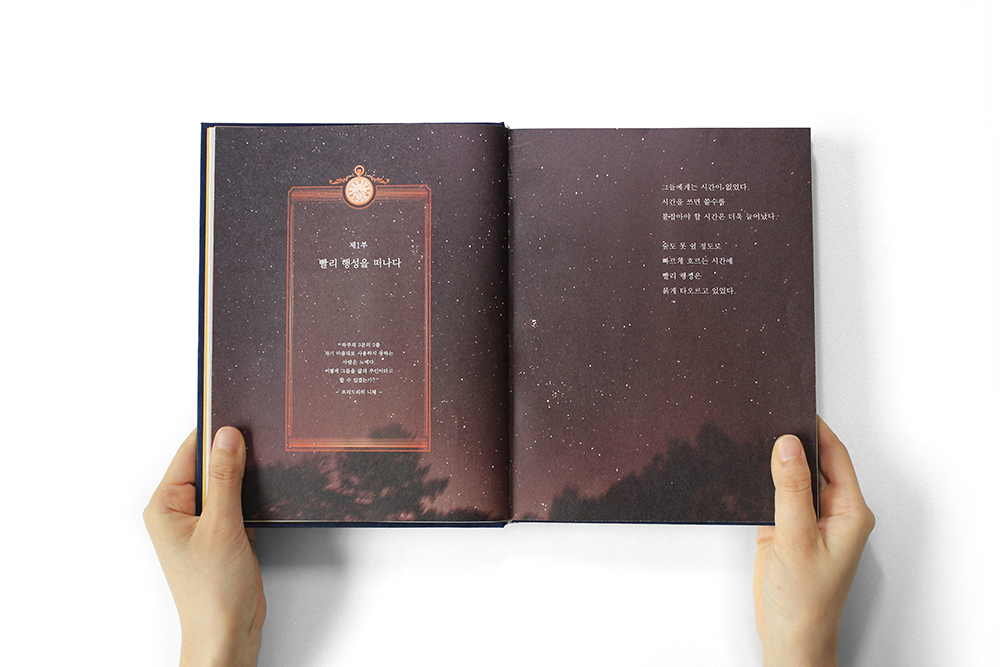 제1부
빨리 행성을 떠나다
"하루의 3분의 2를
자기 마음대로 사용하지 못하는
사람은 노예다.
어떻게 그들을 삶의 주인이라고
할 수 있겠는가?"
- 프리드리히 니체 -
그들에게는 시간이 없었다.
시간을 쓰면 쓸수록
붙잡아야 할 시간은 더욱 늘어났다.
숨도 못 쉴 정도로
빠르게 흐르는 시간에
빨리 행성은
붉게 타오르고 있었다.